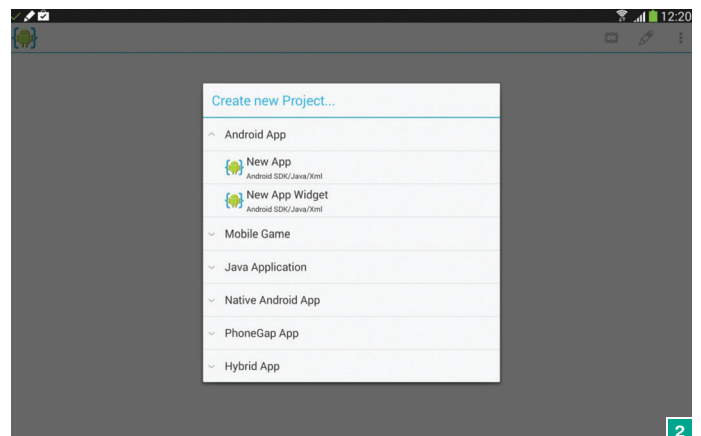 12:20
Create new Project...
Android App
New App
Android SDK/Java/Xml
New App Widget
Android SDK/Java/Xml
Mobile Game
Java Application
Native Android App
PhoneGap App
Hybrid App
2